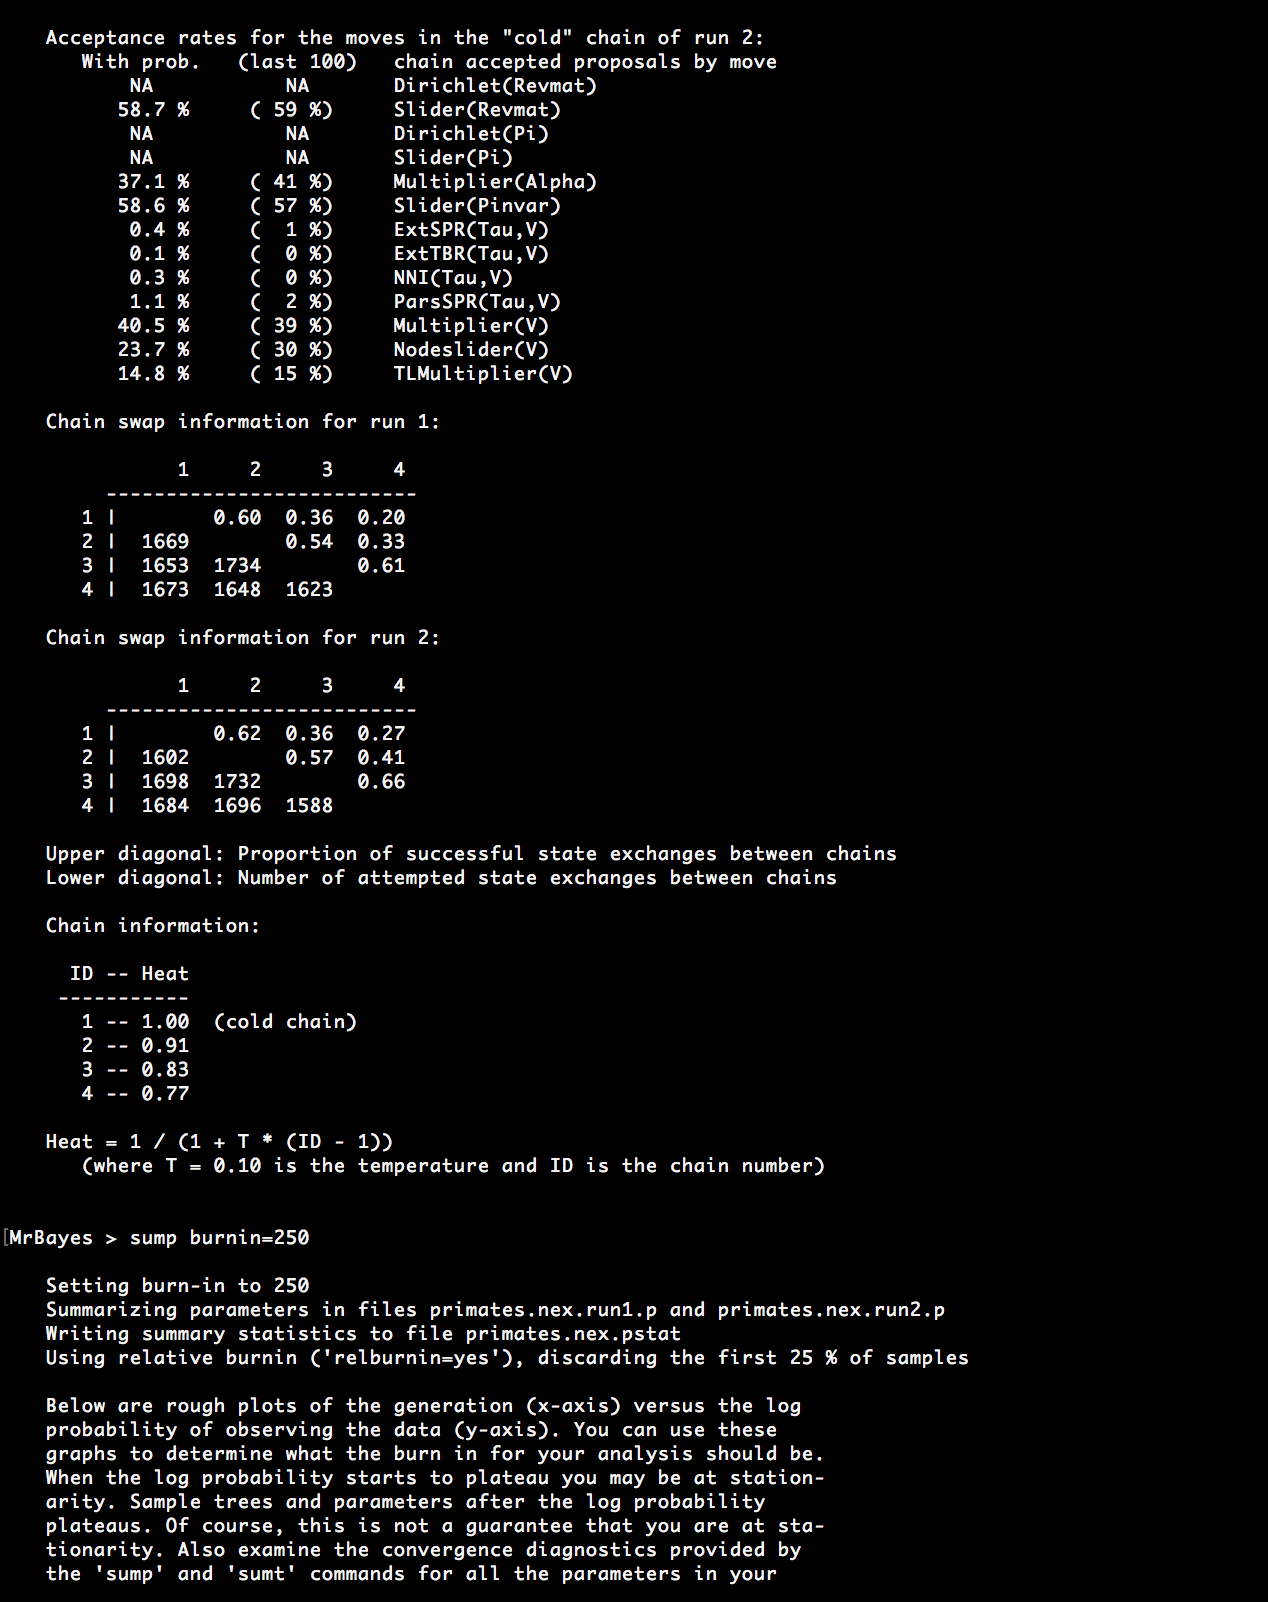 Acceptance rates for the moves in the "cold" chain of run 2:
With prob.   (last 100)   chain accepted proposals by move
NA           NA       Dirichlet(Revmat)
58.7 %     ( 59 %)     Slider(Revmat)
NA           NA       Dirichlet(Pi)
NA           NA       Slider(Pi)
37.1 %     ( 41 %)     Multiplier(Alpha)
58.6 %     ( 57 %)     Slider(Pinvar)
0.4 %     (  1 %)     ExtSPR(Tau,V)
0.1 %     (  0 %)     ExtTBR(Tau,V)
0.3 %     (  0 %)     NNI(Tau,V)
1.1 %     (  2 %)     ParsSPR(Tau,V)
40.5 %     ( 39 %)     Multiplier(V)
23.7 %     ( 30 %)     Nodeslider(V)
14.8 %     ( 15 %)     TLMultiplier(V)
Chain swap information for run 1:
1     2     3     4
--------------------------
1 |        0.60  0.36  0.20
2 |  1669        0.54  0.33
3 |  1653  1734        0.61
4 |  1673  1648  1623
Chain swap information for run 2:
1     2     3     4
--------------------------
1 |        0.62  0.36  0.27
2 |  1602        0.57  0.41
3 |  1698  1732        0.66
4 |  1684  1696  1588
Upper diagonal: Proportion of successful state exchanges between chains
Lower diagonal: Number of attempted state exchanges between chains
Chain information:
ID -- Heat
-----------
1 -- 1.00  (cold chain)
2 -- 0.91
3 -- 0.83
4 -- 0.77
Heat = 1 / (1 + T * (ID - 1))
(where T = 0.10 is the temperature and ID is the chain number)
[MrBayes > sump burnin=250
Setting burn-in to 250
Summarizing parameters in files primates.nex.run1.p and primates.nex.run2.p
Writing summary statistics to file primates.nex.pstat
Using relative burnin ('relburnin=yes'), discarding the first 25 % of samples
Below are rough plots of the generation (x-axis) versus the log
probability of observing the data (y-axis). You can use these
graphs to determine what the burn in for your analysis should be.
When the log probability starts to plateau you may be at station-
arity. Sample trees and parameters after the log probability
plateaus. Of course, this is not a guarantee that you are at sta-
tionarity. Also examine the convergence diagnostics provided by
the 'sump' and 'sumt' commands for all the parameters in your